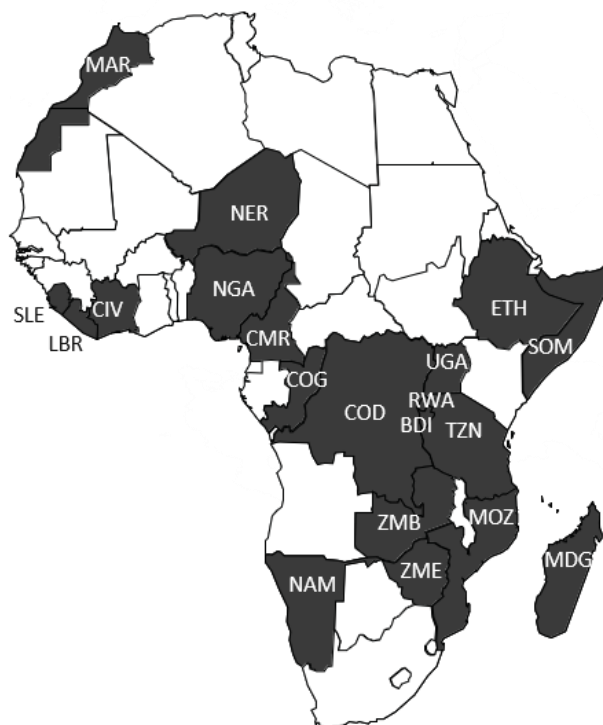 MAR
NER
NGA
SLE
CIV
LBR
CMR
ETH
SOM
UGA
COG
RWA
COD
BDI
TZN
ZMB
MOZ
NAM
ZME
MDG